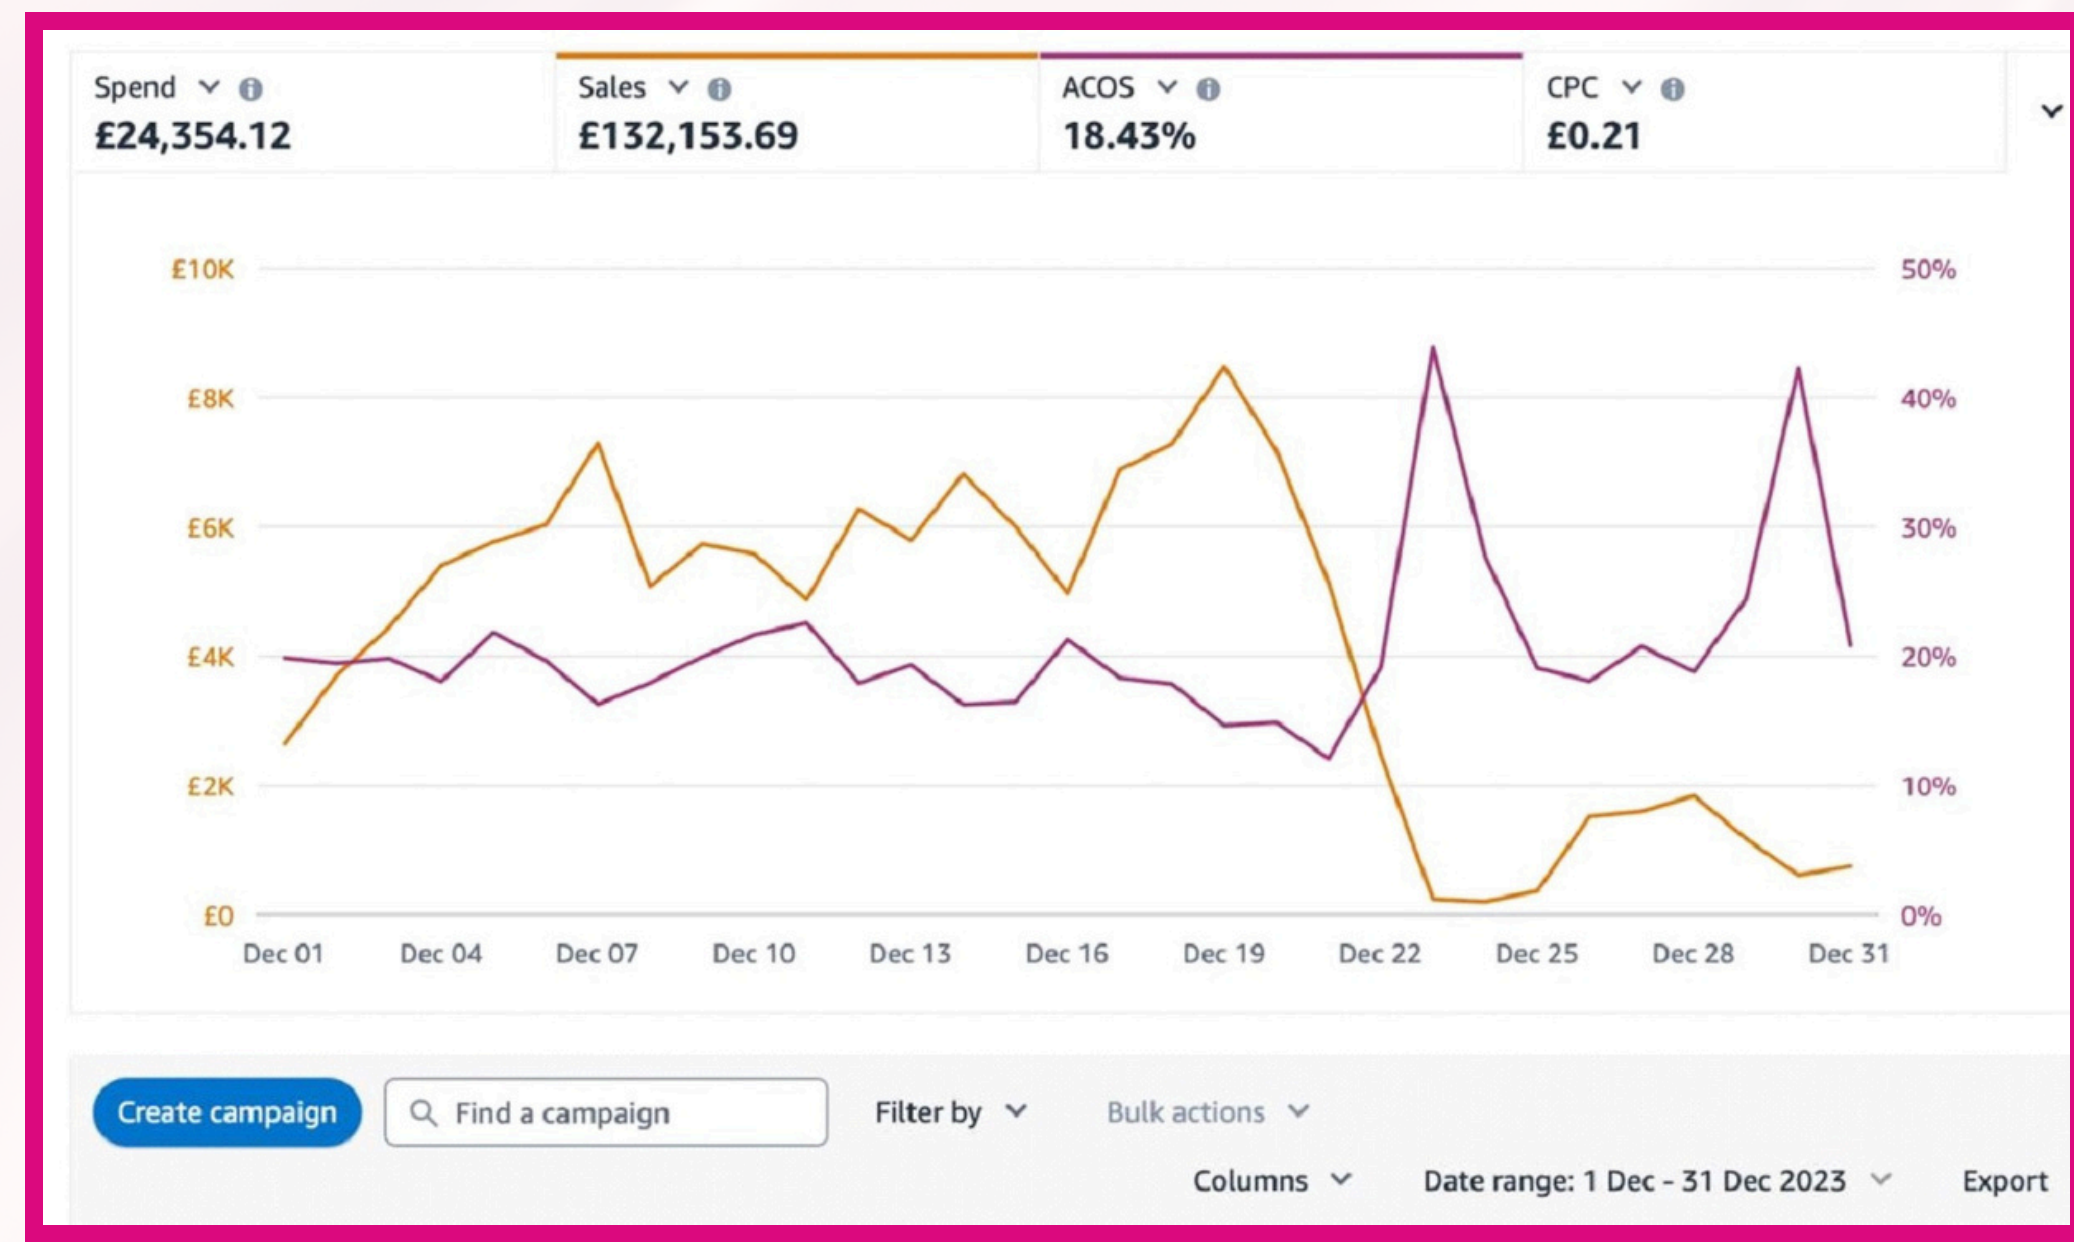 Spend
£24,354.12
Sales
£132,153.69
ACOS
18.43%
CPC
£0.21
£10K
50%
£8K
40%
£6K
30%
£4K
20%
£2K
10%
£0
0%
Dec 01 Dec 04 Dec 07 Dec 10 Dec 13 Dec 16 Dec 19 Dec 22 Dec 25 Dec 28 Dec 31
Create campaign Find a campaign Filter by Bulk actions
Columns Date range: 1 Dec - 31 Dec 2023 Export